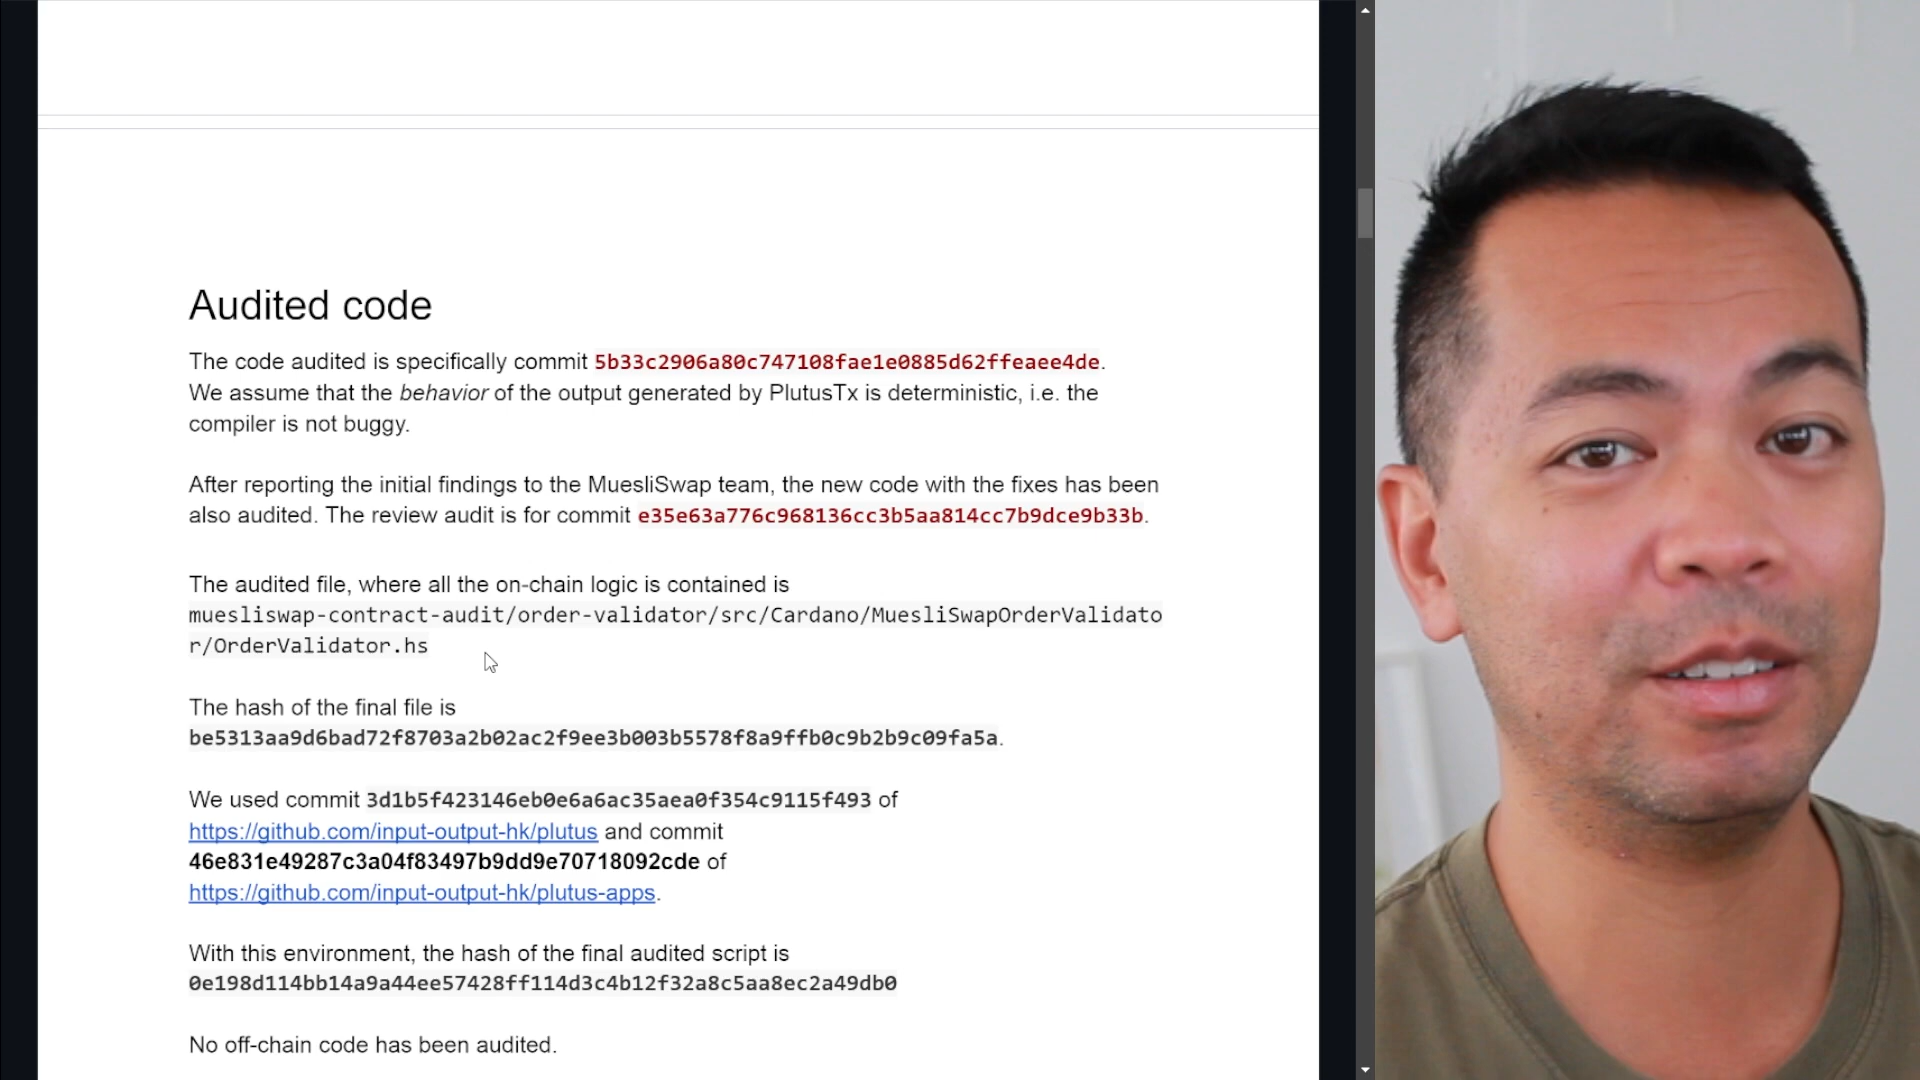 Audited code
The code audited is specifically commit 5b33c2906a80c747108fae1e0885d62ffeaee4de.
We assume that the behavior of the output generated by PlutusTx is deterministic, i.e. the
compiler is not buggy.
After reporting the initial findings to the MuesliSwap team, the new code with the fixes has been
also audited. The review audit is for commit e35e63a776c968136cc3b5aa814cc7b9dce9b33b.
The audited file, where all the on-chain logic is contained is
muesliswap-contract-audit/order-validator/src/Cardano/MuesliSwapOrderValidato
r/OrderValidator.hs
The hash of the final file is
be5313aa9d6bad72f8703a2b02ac2f9ee3b003b5578f8a9ffb0c9b2b9c09fa5a.
We used commit 3d1b5f423146eb0e6a6ac35aea0f354c9115f493 of
https://github.com/input-output-hk/plutus and commit
46e831e49287c3a04f83497b9dd9e70718092cde of
https://github.com/input-output-hk/plutus-apps.
With this environment, the hash of the final audited script is
0e198d114bb14a9a44ee57428ff114d3c4b12f32a8c5aa8ec2a49db0
No off-chain code has been audited.